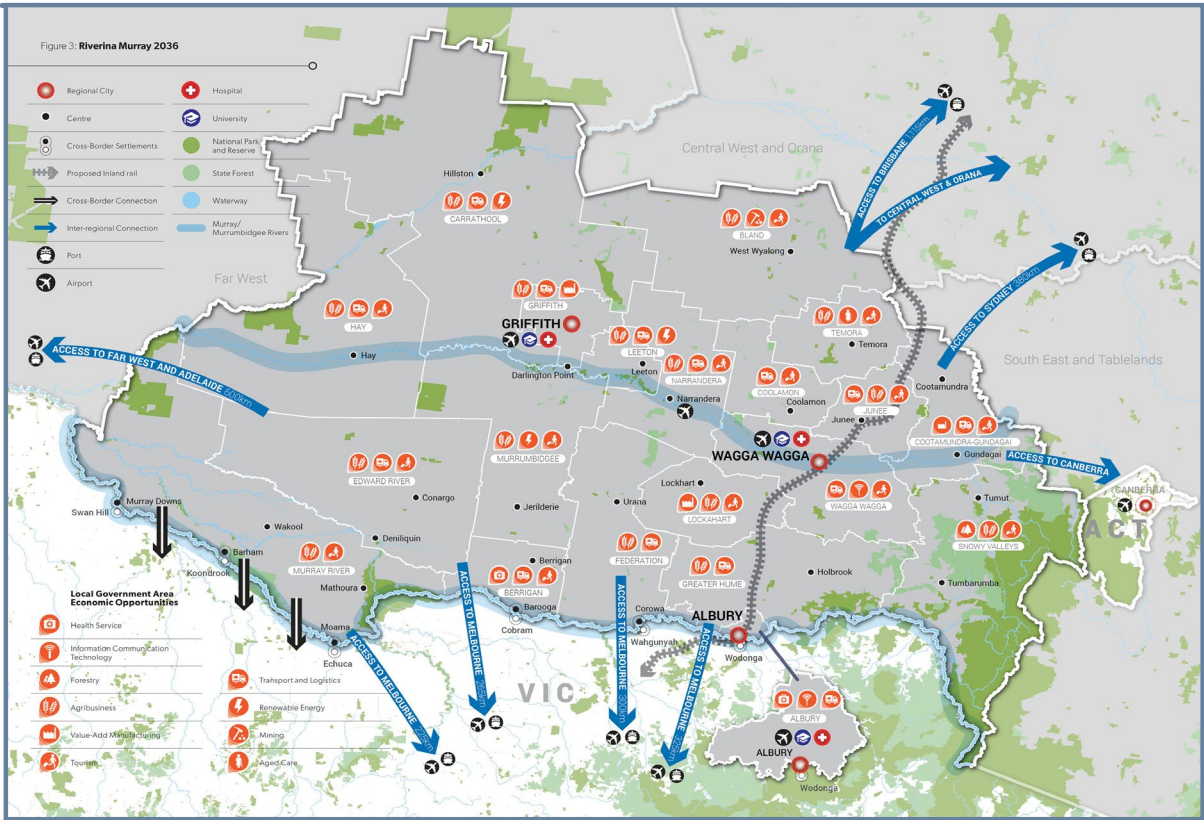 Figure 3: Riverina Murray 2036
Regional City
Centre
Cross-Border Settlements
Proposed Inland rail
Cross-Border Connection
Inter-regional Connection
Port
Airport
Hospital
University
National Park
and Reserve
State Forest
Waterway
Murray/
Murrumbidgee Rivers
Far West
Central West and Orana
South East and Tablelands
ACCESS TO BRISBANE 1115km
TO CENTRAL WEST & ORANA
ACCESS TO SYDNEY 380km
ACCESS TO CANBERRA
CANBERRA
ACT
ACCESS TO FAR WEST AND ADELAIDE 600km
Hillston
CARRATHOOL
BLAND
West Wyalong
HAY
Hay
GRIFFITH
GRIFFITH
Darlington Point
LEETON
Leeton
NARRANDERA
Narrandera
COOLAMON
Coolamon
TEMORA
Temora
JUNEE
Junee
Cootamundra
COOTAMUNDRA-GUNDAGAI
Gundagai
WAGGA WAGGA
WAGGA WAGGA
MURRUMBIDGEE
EDWARD RIVER
Conargo
Jerilderie
Urana
Lockhart
LOCKHART
Tumut
SNOWY VALLEYS
Tumbarumba
Murray Downs
Swan Hill
Wakool
Deniliquin
Barham
Koondrook
MURRAY RIVER
Mathoura
Moama
Echuca
Berrigan
BERRIGAN
Barooga
Cobram
FEDERATION
GREATER HUME
Holbrook
Corowa
Wahgunyah
ALBURY
Wodonga
ACCESS TO MELBOURNE
ACCESS TO MELBOURNE
ACCESS TO MELBOURNE 300km
ACCESS TO MELBOURNE
VIC
ALBURY
ALBURY
Wodonga
Local Government Area
Economic Opportunities
Health Service
Information Communication
Technology
Forestry
Agribusiness
Value-Add Manufacturing
Tourism
Transport and Logistics
Renewable Energy
Mining
Aged Care